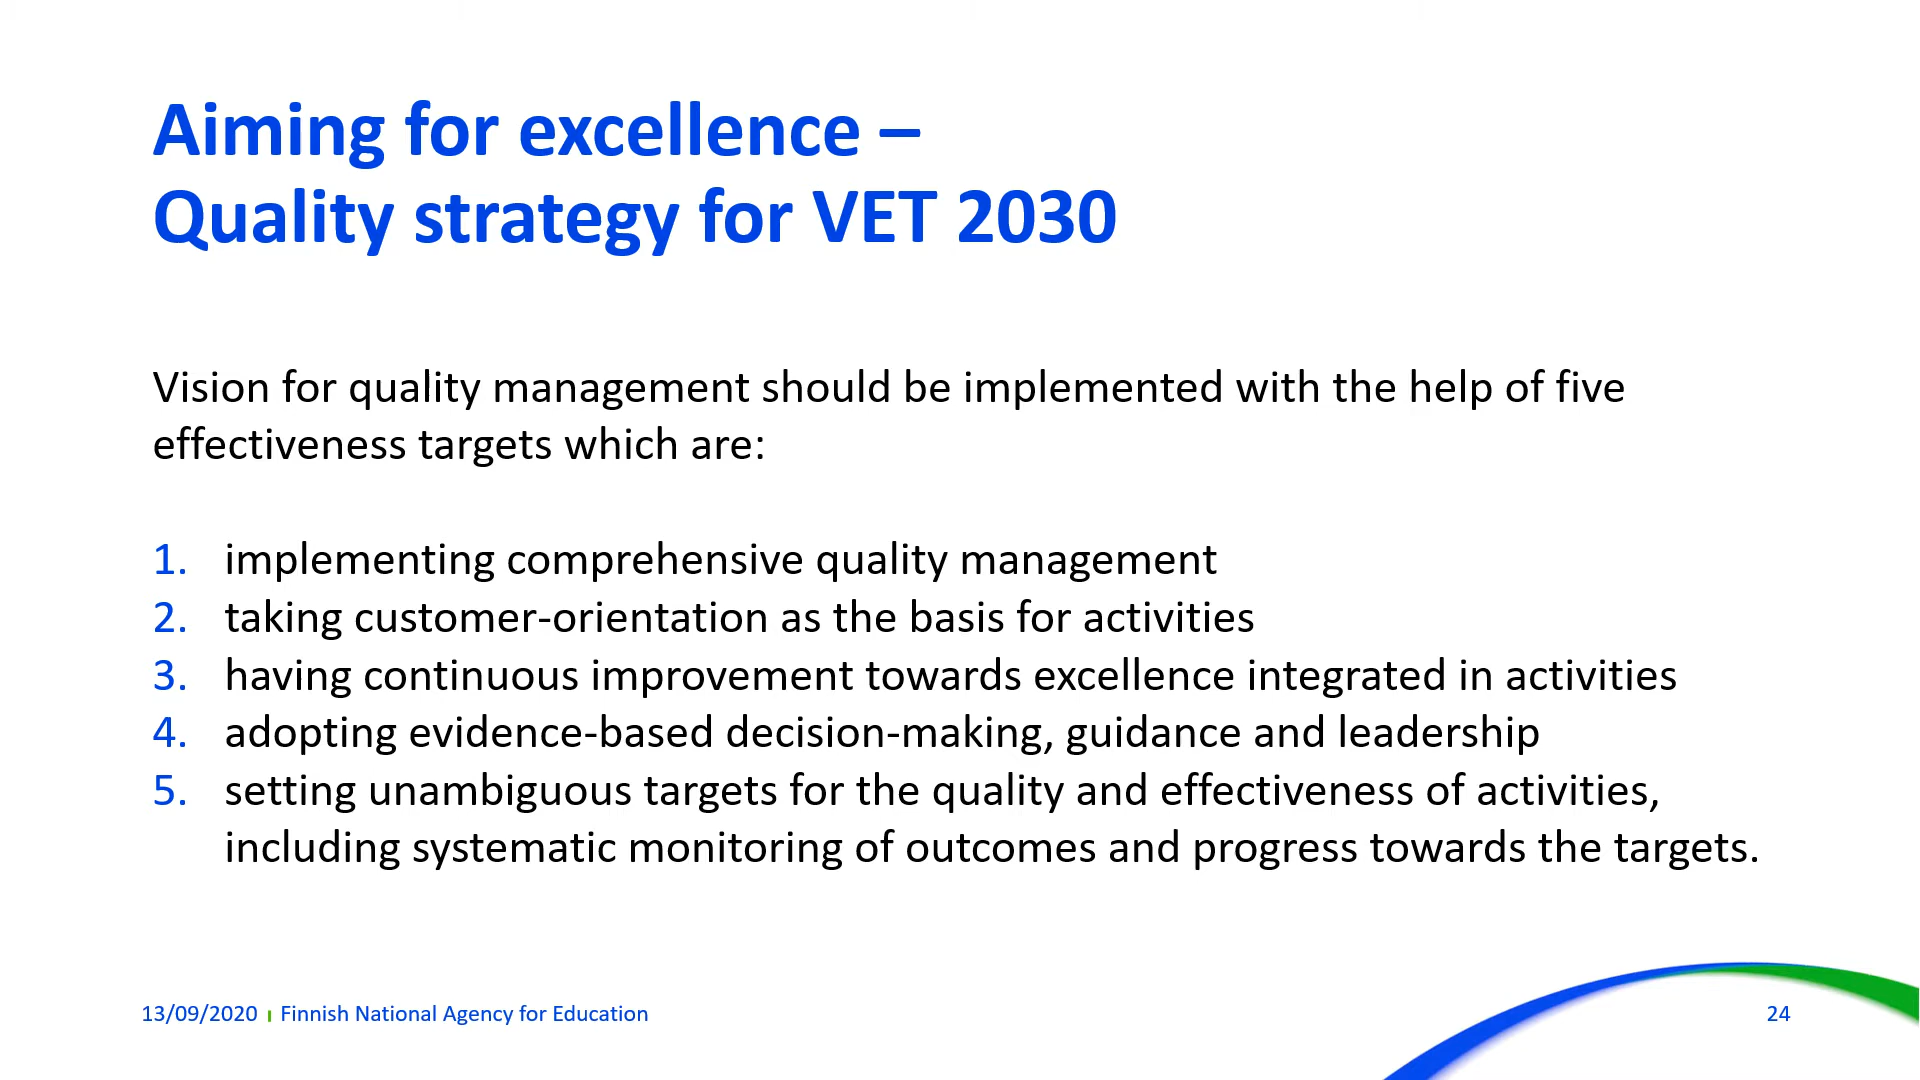 Aiming for excellence –
Quality strategy for VET 2030
Vision for quality management should be implemented with the help of five
effectiveness targets which are:
1. implementing comprehensive quality management
2. taking customer-orientation as the basis for activities
3. having continuous improvement towards excellence integrated in activities
4. adopting evidence-based decision-making, guidance and leadership
5. setting unambiguous targets for the quality and effectiveness of activities,
including systematic monitoring of outcomes and progress towards the targets.
13/09/2020 Finnish National Agency for Education 24